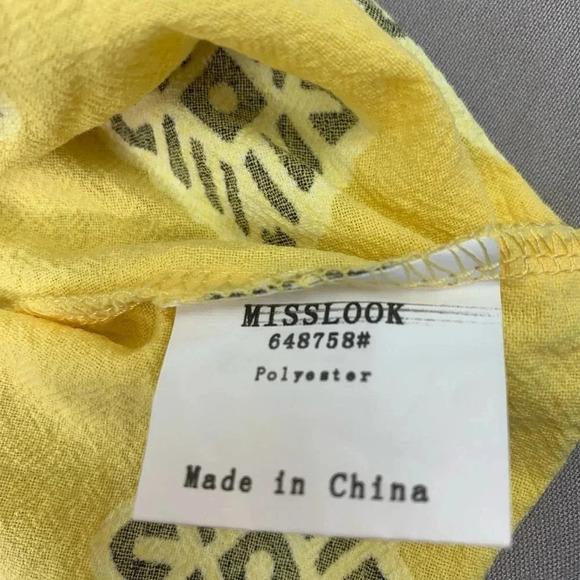 MISSLOOK
648758#
Polyester
Made in China